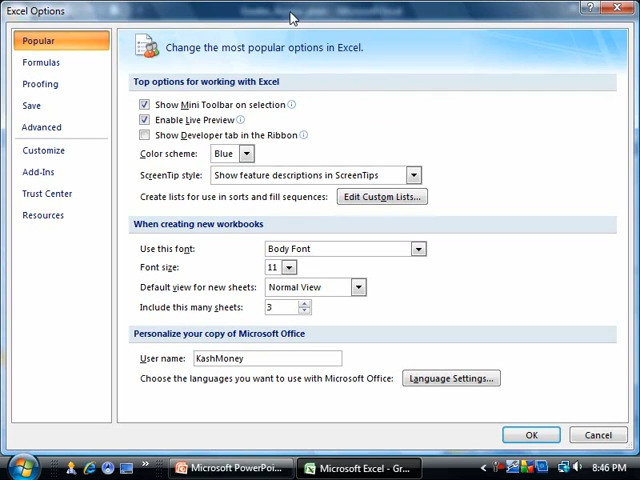 Excel Options
Popular
Formulas
Proofing
Save
Advanced
Customize
Add-Ins
Trust Center
Resources
Change the most popular options in Excel.
Top options for working with Excel
Show Mini Toolbar on selection
Enable Live Preview
Show Developer tab in the Ribbon
Color scheme: Blue
ScreenTip style: Show feature descriptions in ScreenTips
Create lists for use in sorts and fill sequences: Edit Custom Lists...
When creating new workbooks
Use this font: Body Font
Font size: 11
Default view for new sheets: Normal View
Include this many sheets: 3
Personalize your copy of Microsoft Office
User name: KashMoney
Choose the languages you want to use with Microsoft Office: Language Settings...
OK Cancel
Microsoft PowerPoi... Microsoft Excel - Gr... 8:46 PM